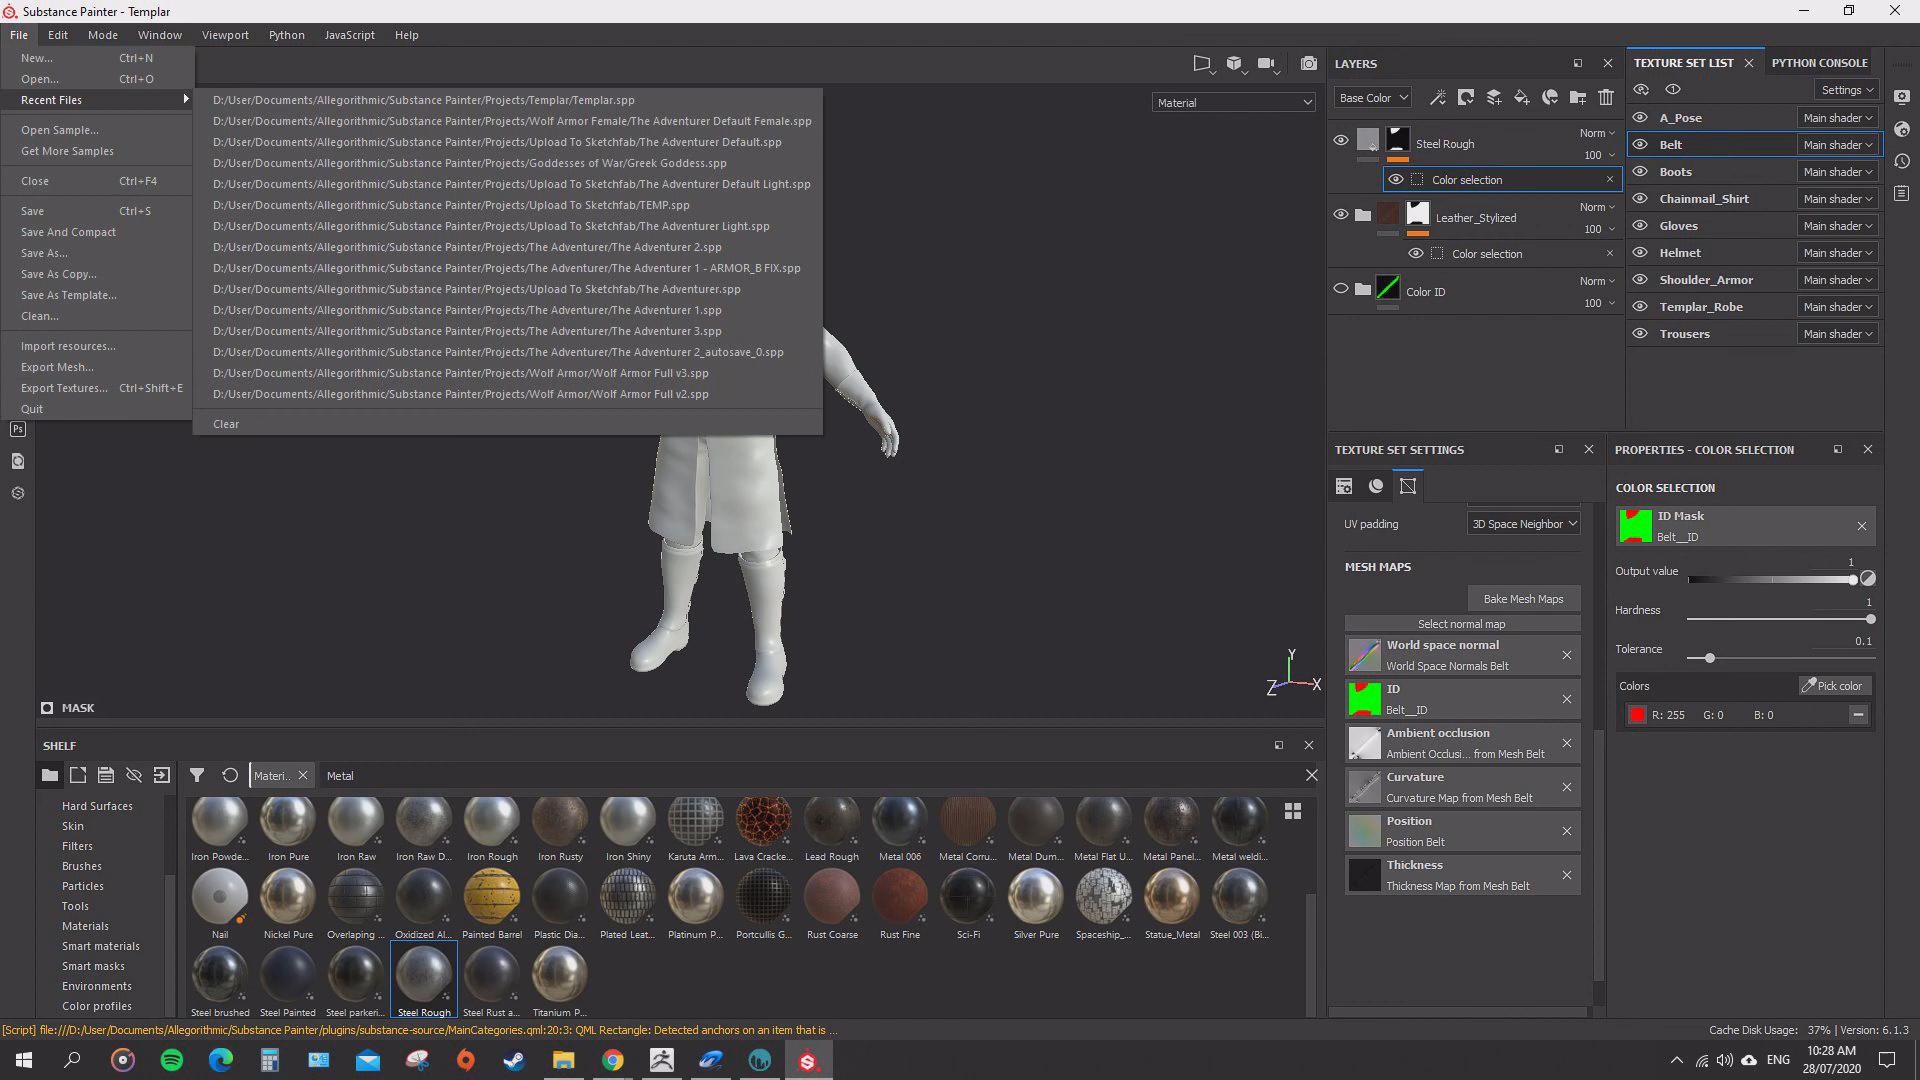 Substance Painter - Templar
File Edit Mode Window Viewport Python JavaScript Help
New... Ctrl+N
Open... Ctrl+O
Recent Files
Open Sample...
Get More Samples
Close Ctrl+F4
Save Ctrl+S
Save And Compact
Save As...
Save As Copy...
Save As Template...
Clean...
Import resources...
Export Mesh...
Export Textures... Ctrl+Shift+E
Quit
D:/User/Documents/Allegorithmic/Substance Painter/Projects/Templar/Templar.spp
D:/User/Documents/Allegorithmic/Substance Painter/Projects/Wolf Armor Female/The Adventurer Default Female.spp
D:/User/Documents/Allegorithmic/Substance Painter/Projects/Upload To Sketchfab/The Adventurer Default.spp
D:/User/Documents/Allegorithmic/Substance Painter/Projects/Goddesses of War/Greek Goddess.spp
D:/User/Documents/Allegorithmic/Substance Painter/Projects/Upload To Sketchfab/The Adventurer Default Light.spp
D:/User/Documents/Allegorithmic/Substance Painter/Projects/Upload To Sketchfab/TEMP.spp
D:/User/Documents/Allegorithmic/Substance Painter/Projects/Upload To Sketchfab/The Adventurer Light.spp
D:/User/Documents/Allegorithmic/Substance Painter/Projects/The Adventurer/The Adventurer 2.spp
D:/User/Documents/Allegorithmic/Substance Painter/Projects/The Adventurer/The Adventurer 1 - ARMOR_B FIX.spp
D:/User/Documents/Allegorithmic/Substance Painter/Projects/Upload To Sketchfab/The Adventurer.spp
D:/User/Documents/Allegorithmic/Substance Painter/Projects/The Adventurer/The Adventurer 1.spp
D:/User/Documents/Allegorithmic/Substance Painter/Projects/The Adventurer/The Adventurer 3.spp
D:/User/Documents/Allegorithmic/Substance Painter/Projects/The Adventurer/The Adventurer 2_autosave_0.spp
D:/User/Documents/Allegorithmic/Substance Painter/Projects/Wolf Armor/Wolf Armor Full v3.spp
D:/User/Documents/Allegorithmic/Substance Painter/Projects/Wolf Armor/Wolf Armor Full v2.spp
Clear
Ps
Material
Y
Z X
MASK
LAYERS
Base Color
Steel Rough Norm 100
Color selection
Leather_Stylized Norm 100
Color selection
Color ID Norm 100
TEXTURE SET LIST PYTHON CONSOLE
Settings
A_Pose Main shader
Belt Main shader
Boots Main shader
Chainmail_Shirt Main shader
Gloves Main shader
Helmet Main shader
Shoulder_Armor Main shader
Templar_Robe Main shader
Trousers Main shader
TEXTURE SET SETTINGS
UV padding 3D Space Neighbor
MESH MAPS
Bake Mesh Maps
Select normal map
World space normal
World Space Normals Belt
ID
Belt__ID
Ambient occlusion
Ambient Occlusi... from Mesh Belt
Curvature
Curvature Map from Mesh Belt
Position
Position Belt
Thickness
Thickness Map from Mesh Belt
PROPERTIES - COLOR SELECTION
COLOR SELECTION
ID Mask
Belt__ID
Output value 1
Hardness 1
Tolerance 0.1
Colors Pick color
R: 255 G: 0 B: 0
SHELF
Materi.. Metal
Hard Surfaces
Skin
Filters
Brushes
Particles
Tools
Materials
Smart materials
Smart masks
Environments
Color profiles
Iron Powde... Iron Pure Iron Raw Iron Raw D... Iron Rough Iron Rusty Iron Shiny Karuta Arm... Lava Cracke... Lead Rough Metal 006 Metal Corru... Metal Dum... Metal Flat U... Metal Panel... Metal weldi...
Nail Nickel Pure Overlaping ... Oxidized Al... Painted Barrel Plastic Dia... Plated Leat... Platinum P... Portcullis G... Rust Coarse Rust Fine Sci-Fi Silver Pure Spaceship_... Statue_Metal Steel 003 (Bi...
Steel brushed Steel Painted Steel parkeri... Steel Rough Steel Rust a... Titanium P...
[Script] file:///D:/User/Documents/Allegorithmic/Substance Painter/plugins/substance-source/MainCategories.qml:20:3: QML Rectangle: Detected anchors on an item that is ...
Cache Disk Usage: 37% | Version: 6.1.3
ENG
10:28 AM
28/07/2020